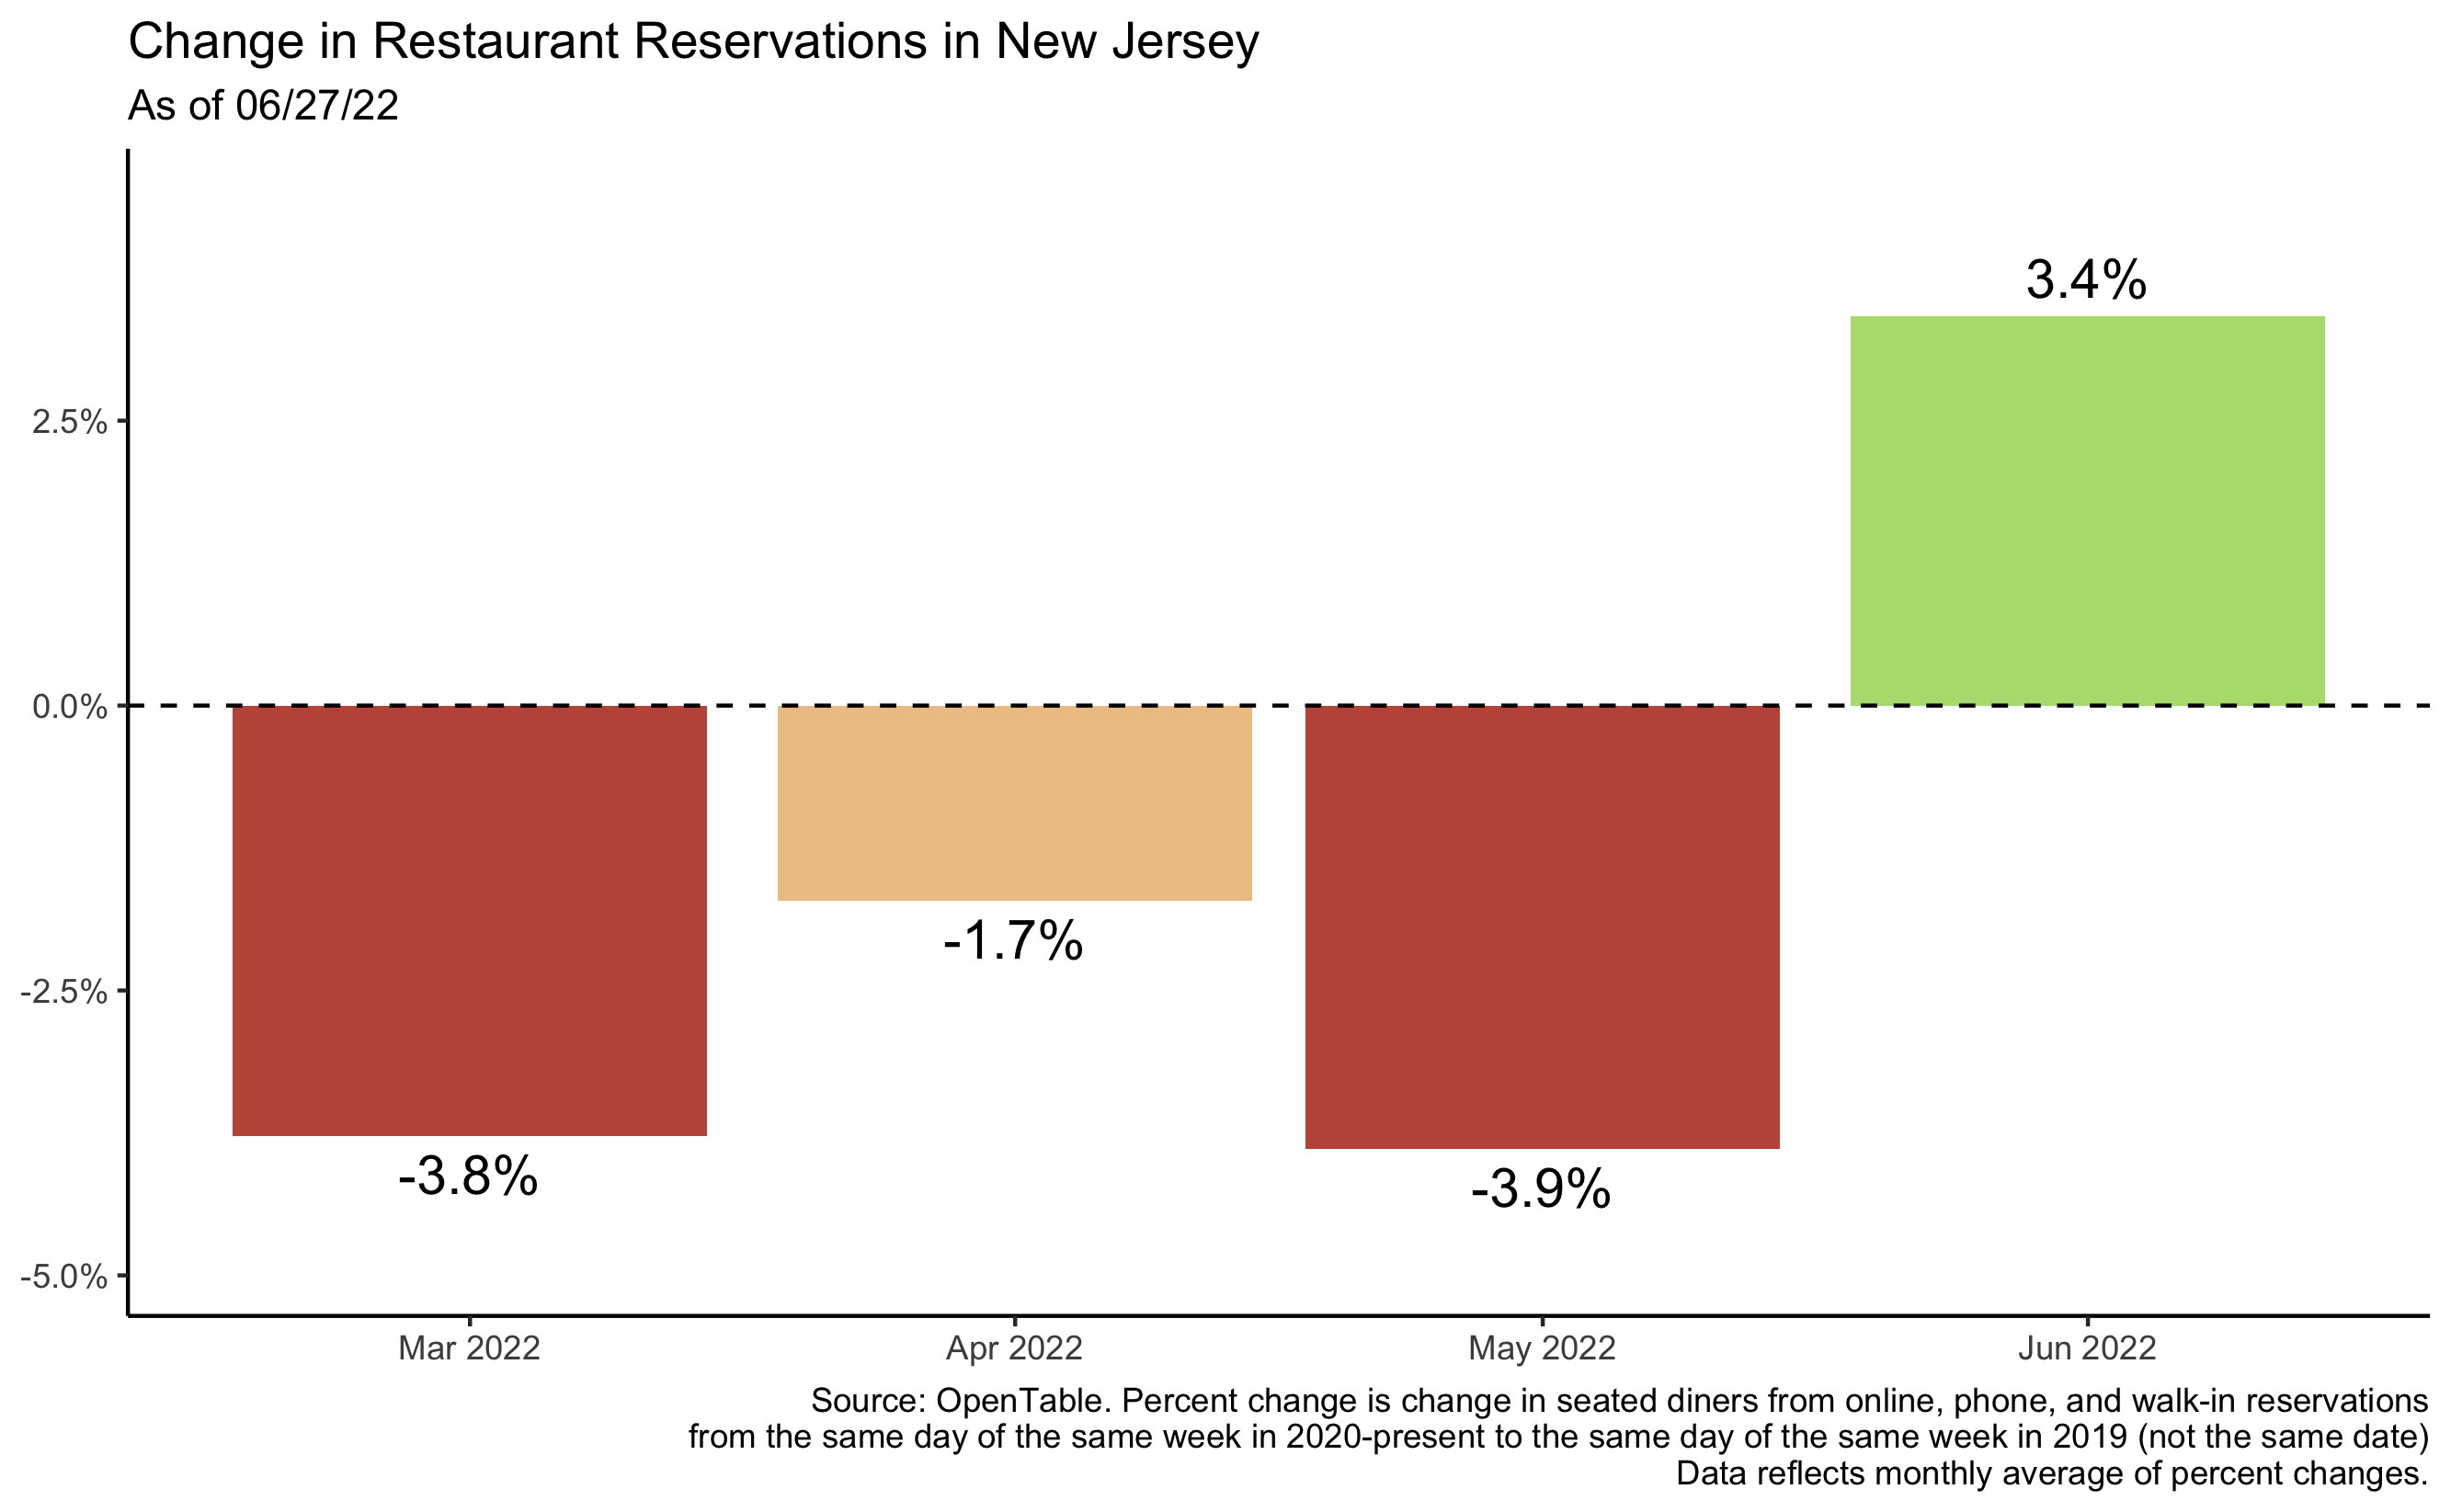 Change in Restaurant Reservations in New Jersey
As of 06/27/22
3.4%
2.5%
0.0%
-1.7%
-2.5%
-3.8%
-3.9%
-5.0%
Mar 2022
Apr 2022
May 2022
Jun 2022
Source: OpenTable. Percent change is change in seated diners from online, phone, and walk-in reservations
from the same day of the same week in 2020-present to the same day of the same week in 2019 (not the same date)
Data reflects monthly average of percent changes.